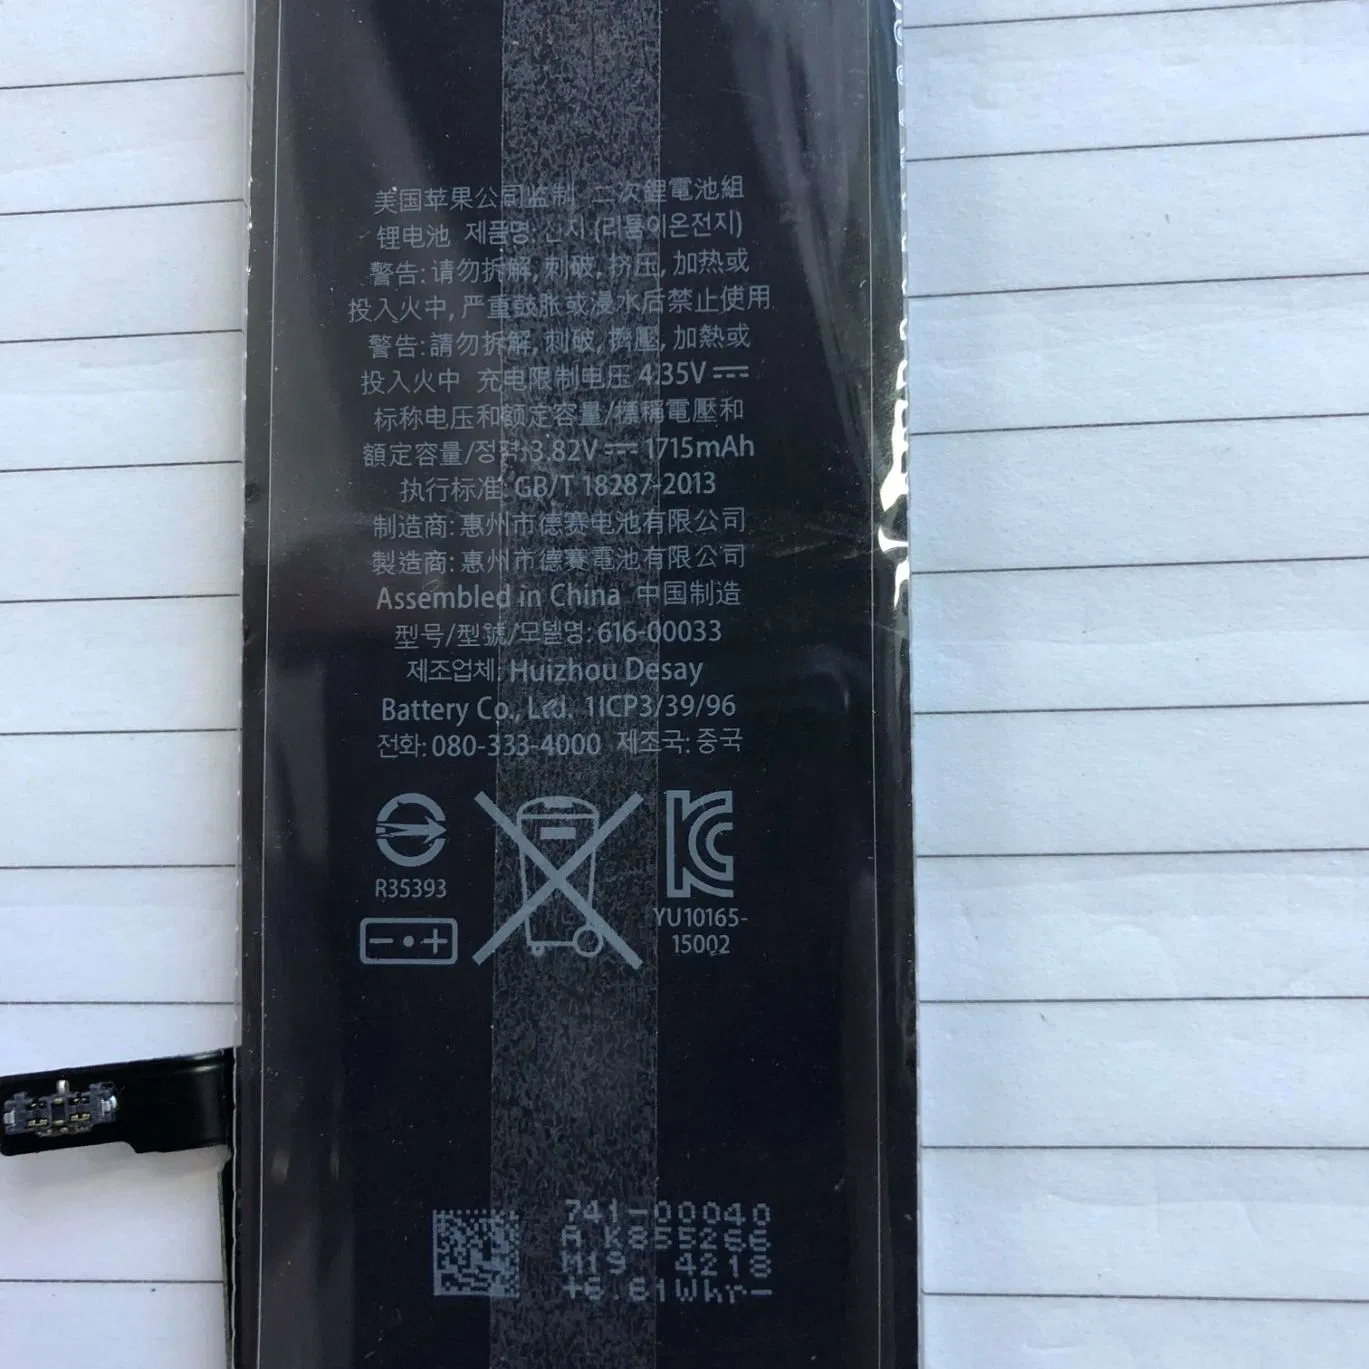 美国苹果公司监制 二次鋰電池組
锂电池 제품명: 전지 (리튬이온전지)
警告: 请勿拆解, 刺破, 挤压, 加热或
投入火中, 严重鼓胀或浸水后禁止使用
警告: 請勿拆解, 刺破, 擠壓, 加熱或
投入火中 充电限制电压 4.35V ⎓
标称电压和额定容量/標稱電壓和
額定容量/정격: 3.82V ⎓ 1715mAh
执行标准: GB/T 18287-2013
制造商: 惠州市德赛电池有限公司
製造商: 惠州市德賽電池有限公司
Assembled in China 中国制造
型号/型號/모델명: 616-00033
제조업체: Huizhou Desay
Battery Co., Ltd. 1ICP3/39/96
전화: 080-333-4000 제조국: 중국
R35393
YU10165-
15002
741-00040
A K855266
M19 4218
+6.61Whr-